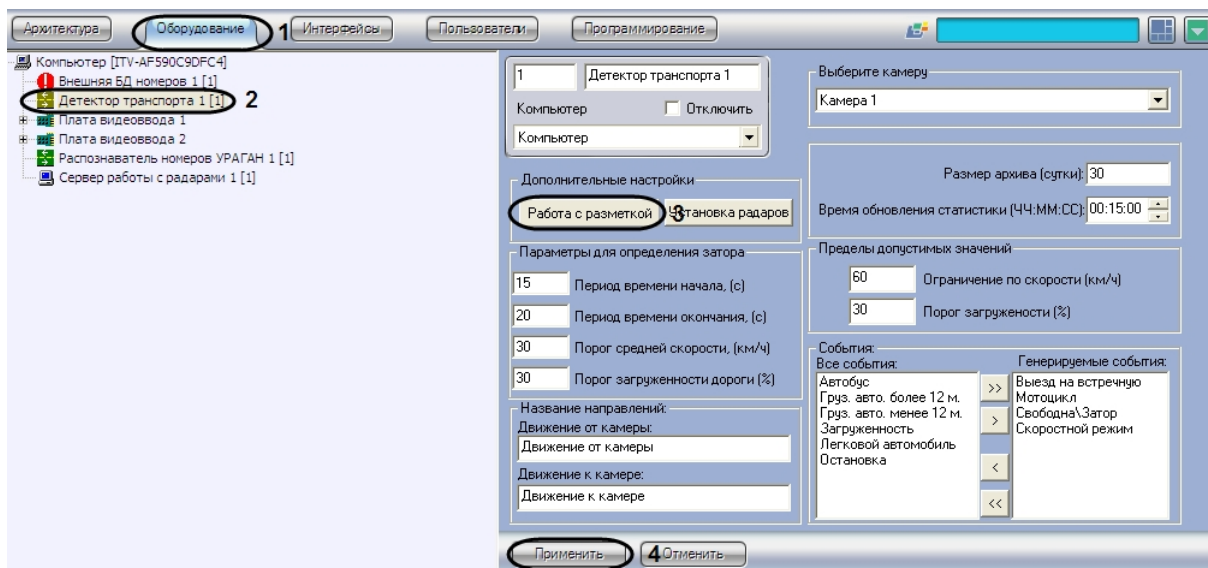 Архитектура Оборудование 1 Интерфейсы Пользователи Программирование
Компьютер [ITV-AF590C9DFC4]
Внешняя БД номеров 1 [1]
Детектор транспорта 1 [1] 2
Плата видеоввода 1
Плата видеоввода 2
Распознаватель номеров УРАГАН 1 [1]
Сервер работы с радарами 1 [1]
1 Детектор транспорта 1
Компьютер Отключить
Компьютер
Дополнительные настройки
Работа с разметкой 3 Установка радаров
Параметры для определения затора
15 Период времени начала, (с)
20 Период времени окончания, (с)
30 Порог средней скорости, (км/ч)
30 Порог загруженности дороги (%)
Название направлений:
Движение от камеры:
Движение от камеры
Движение к камере:
Движение к камере
Выберите камеру
Камера 1
Размер архива (сутки): 30
Время обновления статистики (ЧЧ:ММ:СС): 00:15:00
Пределы допустимых значений
60 Ограничение по скорости (км/ч)
30 Порог загружености (%)
События:
Все события:
Автобус
Груз. авто. более 12 м.
Груз. авто. менее 12 м.
Загруженность
Легковой автомобиль
Остановка
>>
>
<
<<
Генерируемые события:
Выезд на встречную
Мотоцикл
Свободна\Затор
Скоростной режим
Применить 4 Отменить